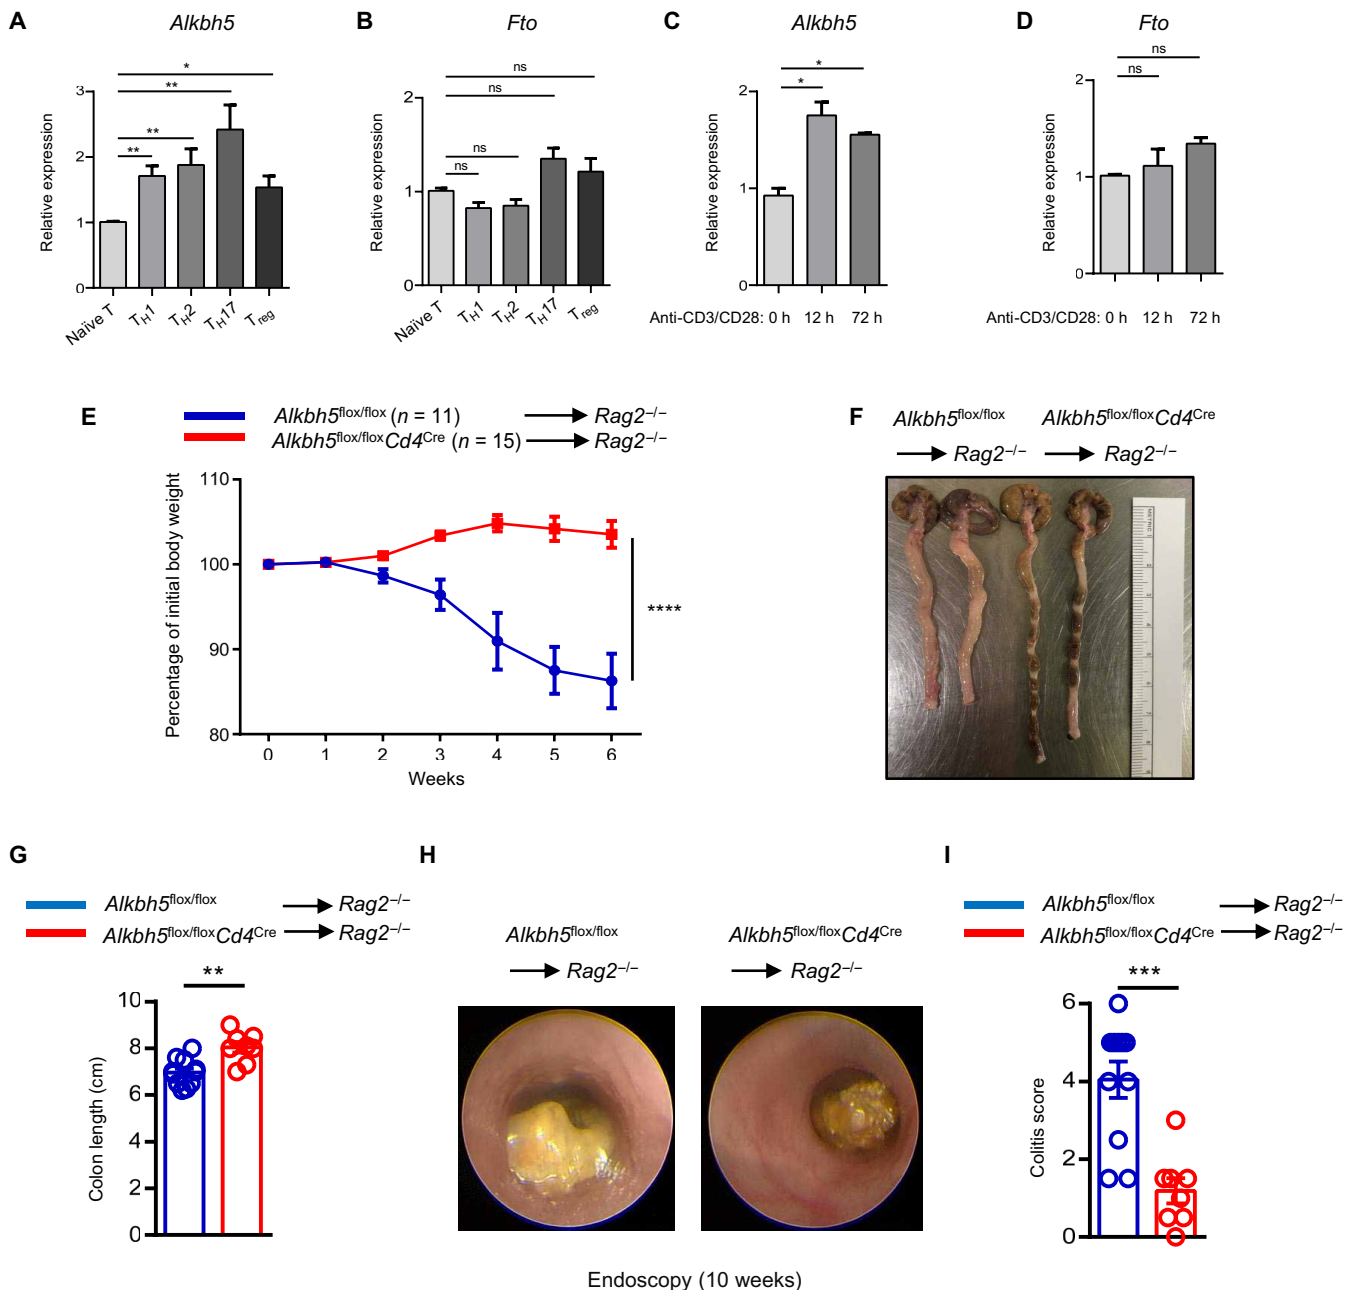 A
Alkbh5
Relative expression
3
2
1
0
*
**
**
**
Naïve T
TH1
TH2
TH17
Treg
B
Fto
Relative expression
2
1
0
ns
ns
ns
ns
Naïve T
TH1
TH2
TH17
Treg
C
Alkbh5
Relative expression
2
1
0
*
*
Anti-CD3/CD28: 0 h 12 h 72 h
D
Fto
Relative expression
2
1
0
ns
ns
Anti-CD3/CD28: 0 h 12 h 72 h
E
Alkbh5flox/flox (n = 11) → Rag2–/–
Alkbh5flox/floxCd4Cre (n = 15) → Rag2–/–
Percentage of initial body weight
110
100
90
80
****
0 1 2 3 4 5 6
Weeks
F
Alkbh5flox/flox Alkbh5flox/floxCd4Cre
→ Rag2–/– → Rag2–/–
G
Alkbh5flox/flox → Rag2–/–
Alkbh5flox/floxCd4Cre → Rag2–/–
**
Colon length (cm)
10
8
6
4
2
0
H
Alkbh5flox/flox Alkbh5flox/floxCd4Cre
→ Rag2–/– → Rag2–/–
Endoscopy (10 weeks)
I
Alkbh5flox/flox → Rag2–/–
Alkbh5flox/floxCd4Cre → Rag2–/–
***
Colitis score
6
4
2
0